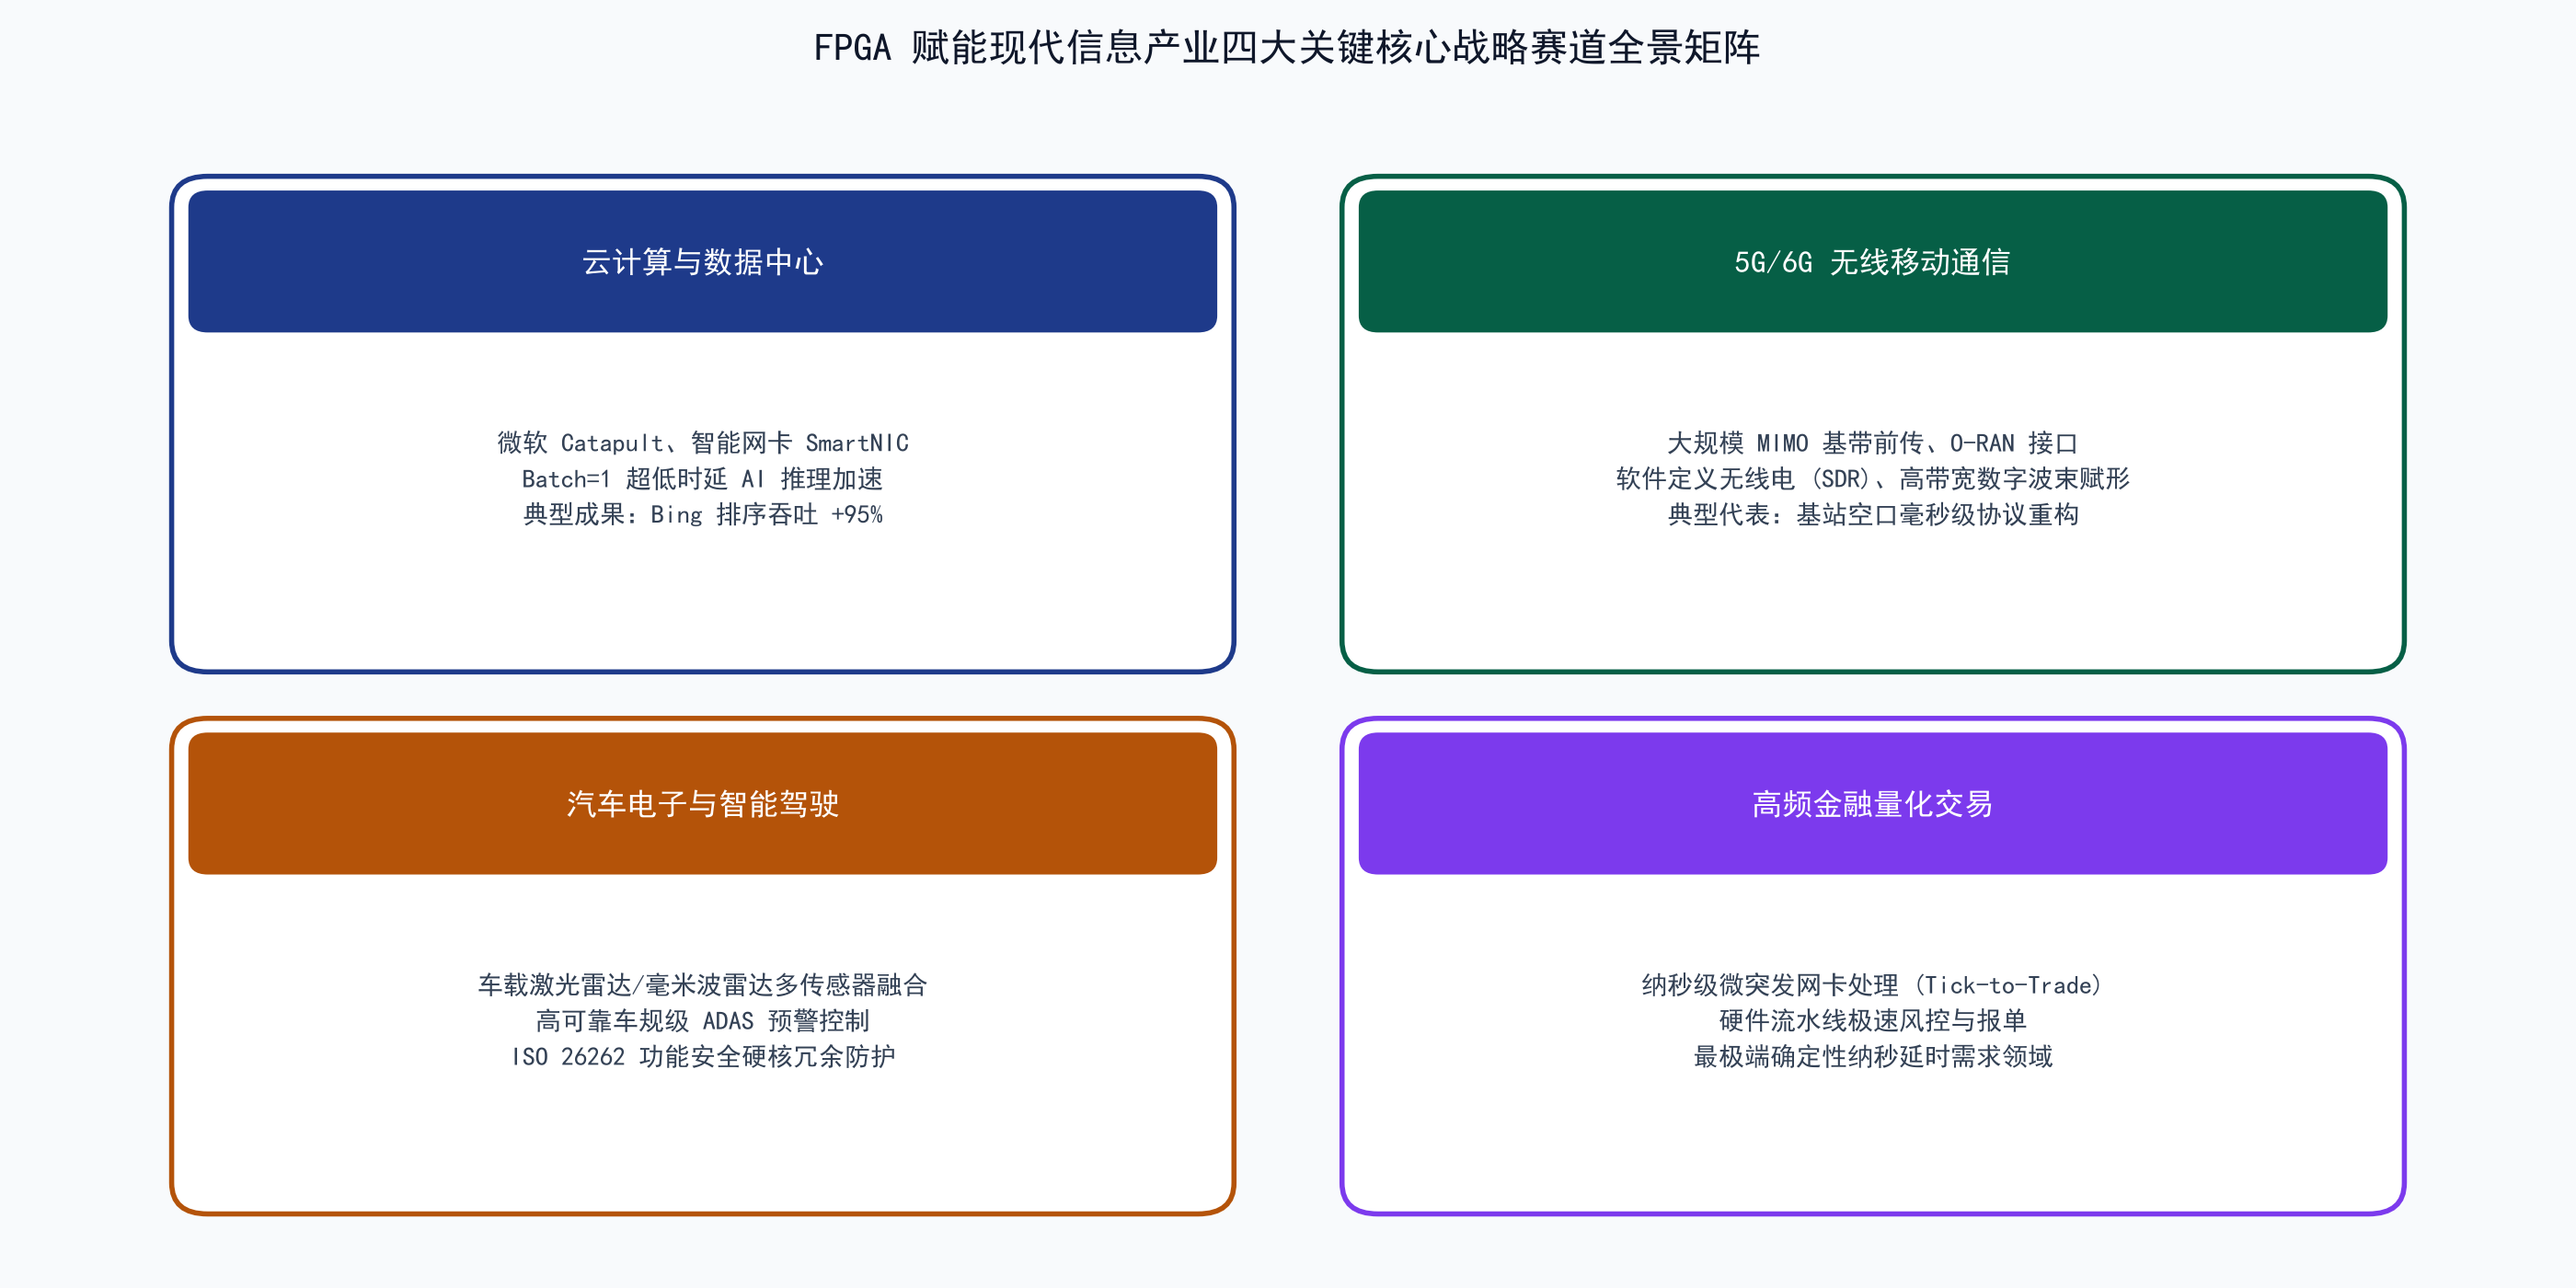 FPGA 赋能现代信息产业四大关键核心战略赛道全景矩阵
云计算与数据中心
微软 Catapult、智能网卡 SmartNIC
Batch=1 超低时延 AI 推理加速
典型成果：Bing 排序吞吐 +95%
5G/6G 无线移动通信
大规模 MIMO 基带前传、O-RAN 接口
软件定义无线电 (SDR)、高带宽数字波束赋形
典型代表：基站空口毫秒级协议重构
汽车电子与智能驾驶
车载激光雷达/毫米波雷达多传感器融合
高可靠车规级 ADAS 预警控制
ISO 26262 功能安全硬核冗余防护
高频金融量化交易
纳秒级微突发网卡处理 (Tick-to-Trade)
硬件流水线极速风控与报单
最极端确定性纳秒延时需求领域